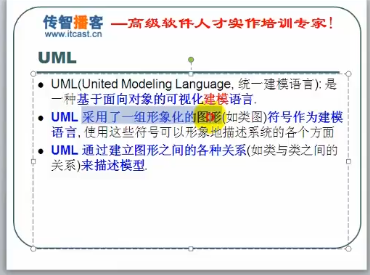 传智播客
www.itcast.cn
—高级软件人才实作培训专家!
UML
UML(United Modeling Language, 统一建模语言): 是
一种基于面向对象的可视化建模语言.
UML 采用了一组形象化的图形(如类图)符号作为建模
语言, 使用这些符号可以形象地描述系统的各个方面
UML 通过建立图形之间的各种关系(如类与类之间的
关系)来描述模型.